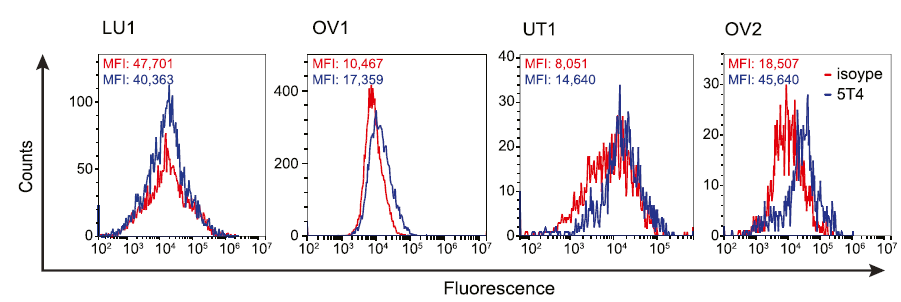 LU1
OV1
UT1
OV2
MFI: 47,701
MFI: 40,363
MFI: 10,467
MFI: 17,359
MFI: 8,051
MFI: 14,640
MFI: 18,507
MFI: 45,640
isoype
5T4
Counts
100
50
0
400
200
0
40
30
20
10
0
30
20
10
0
10² 10³ 10⁴ 10⁵ 10⁶ 10⁷
10² 10³ 10⁴ 10⁵ 10⁶ 10⁷
10² 10³ 10⁴ 10⁵
10² 10³ 10⁴ 10⁵ 10⁶ 10⁷
Fluorescence